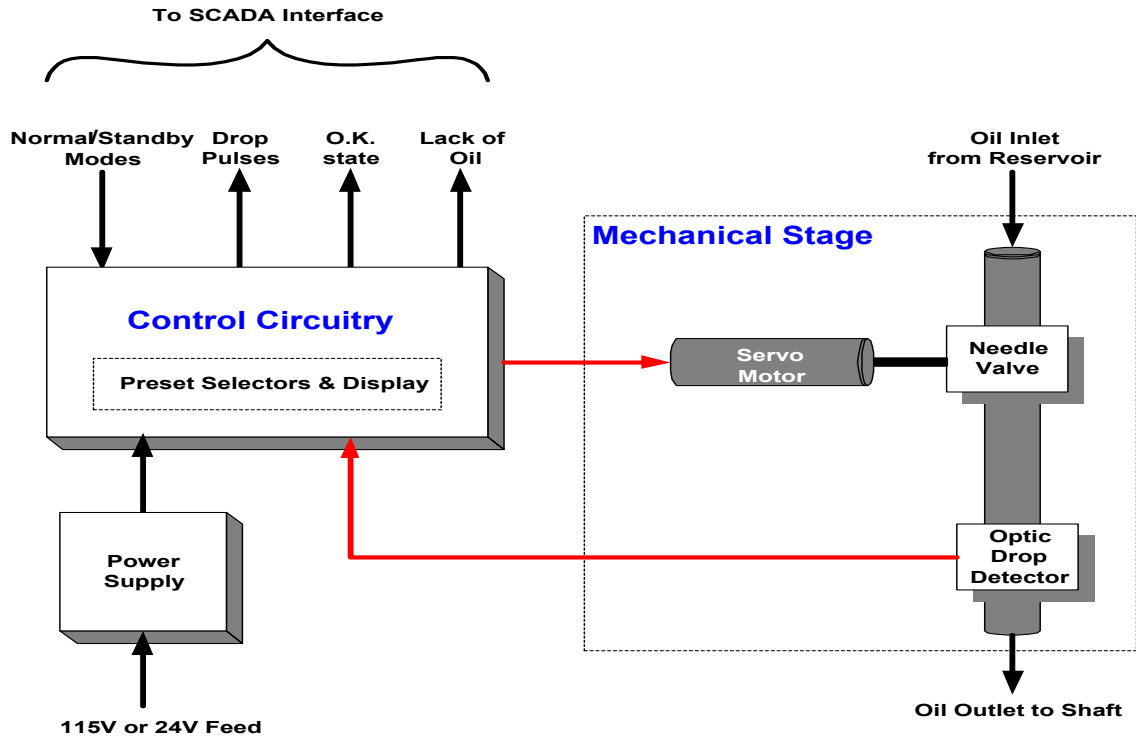 To SCADA Interface
Normal/Standby
Modes
Drop
Pulses
O.K.
state
Lack of
Oil
Oil Inlet
from Reservoir
Mechanical Stage
Control Circuitry
Preset Selectors & Display
Servo
Motor
Needle
Valve
Optic
Drop
Detector
Power
Supply
115V or 24V Feed
Oil Outlet to Shaft